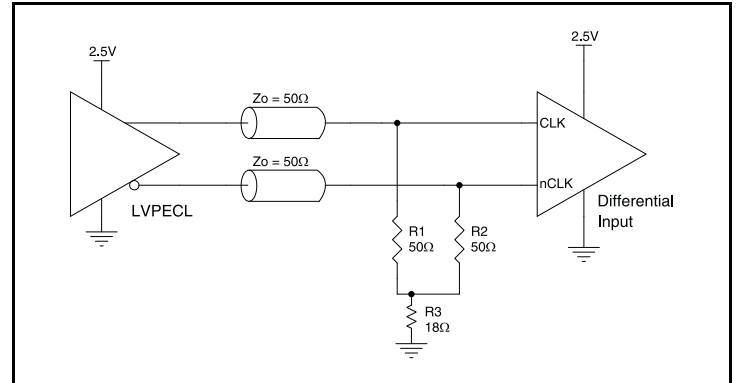 2.5V
2.5V
Zo = 50Ω
CLK
Zo = 50Ω
nCLK
LVPECL
Differential
Input
R1
50Ω
R2
50Ω
R3
18Ω